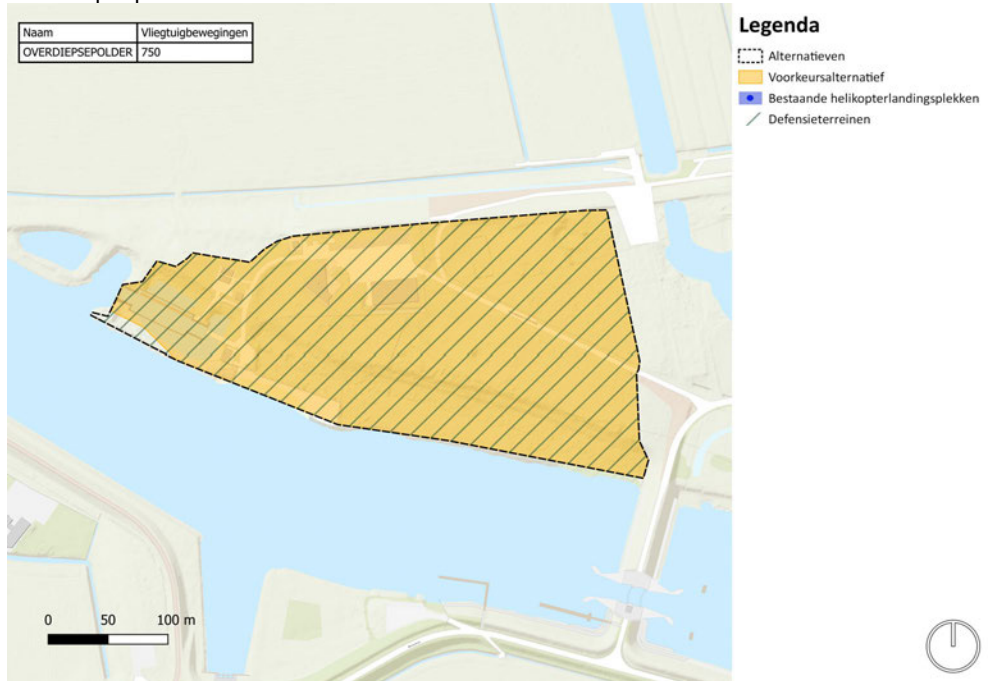 Naam Vliegtuigbewegingen
OVERDIEPSEPOLDER 750
Legenda
Alternatieven
Voorkeursalternatief
Bestaande helikopterlandingsplekken
Defensieterreinen
0 50 100 m